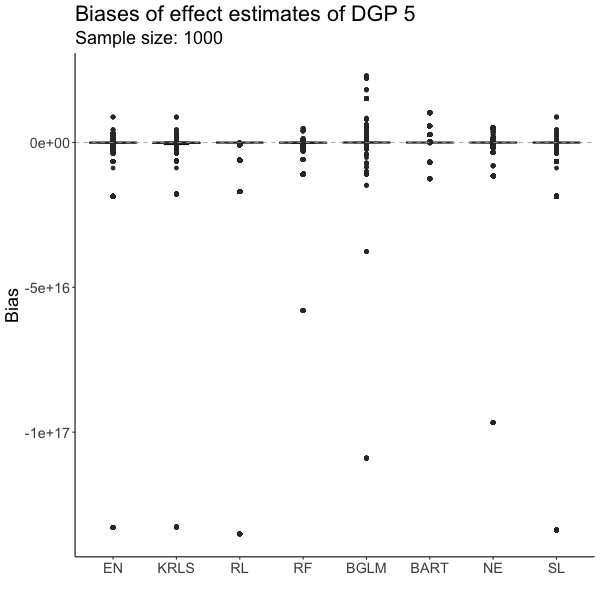 Biases of effect estimates of DGP 5
Sample size: 1000
Bias
0e+00
-5e+16
-1e+17
EN KRLS RL RF BGLM BART NE SL